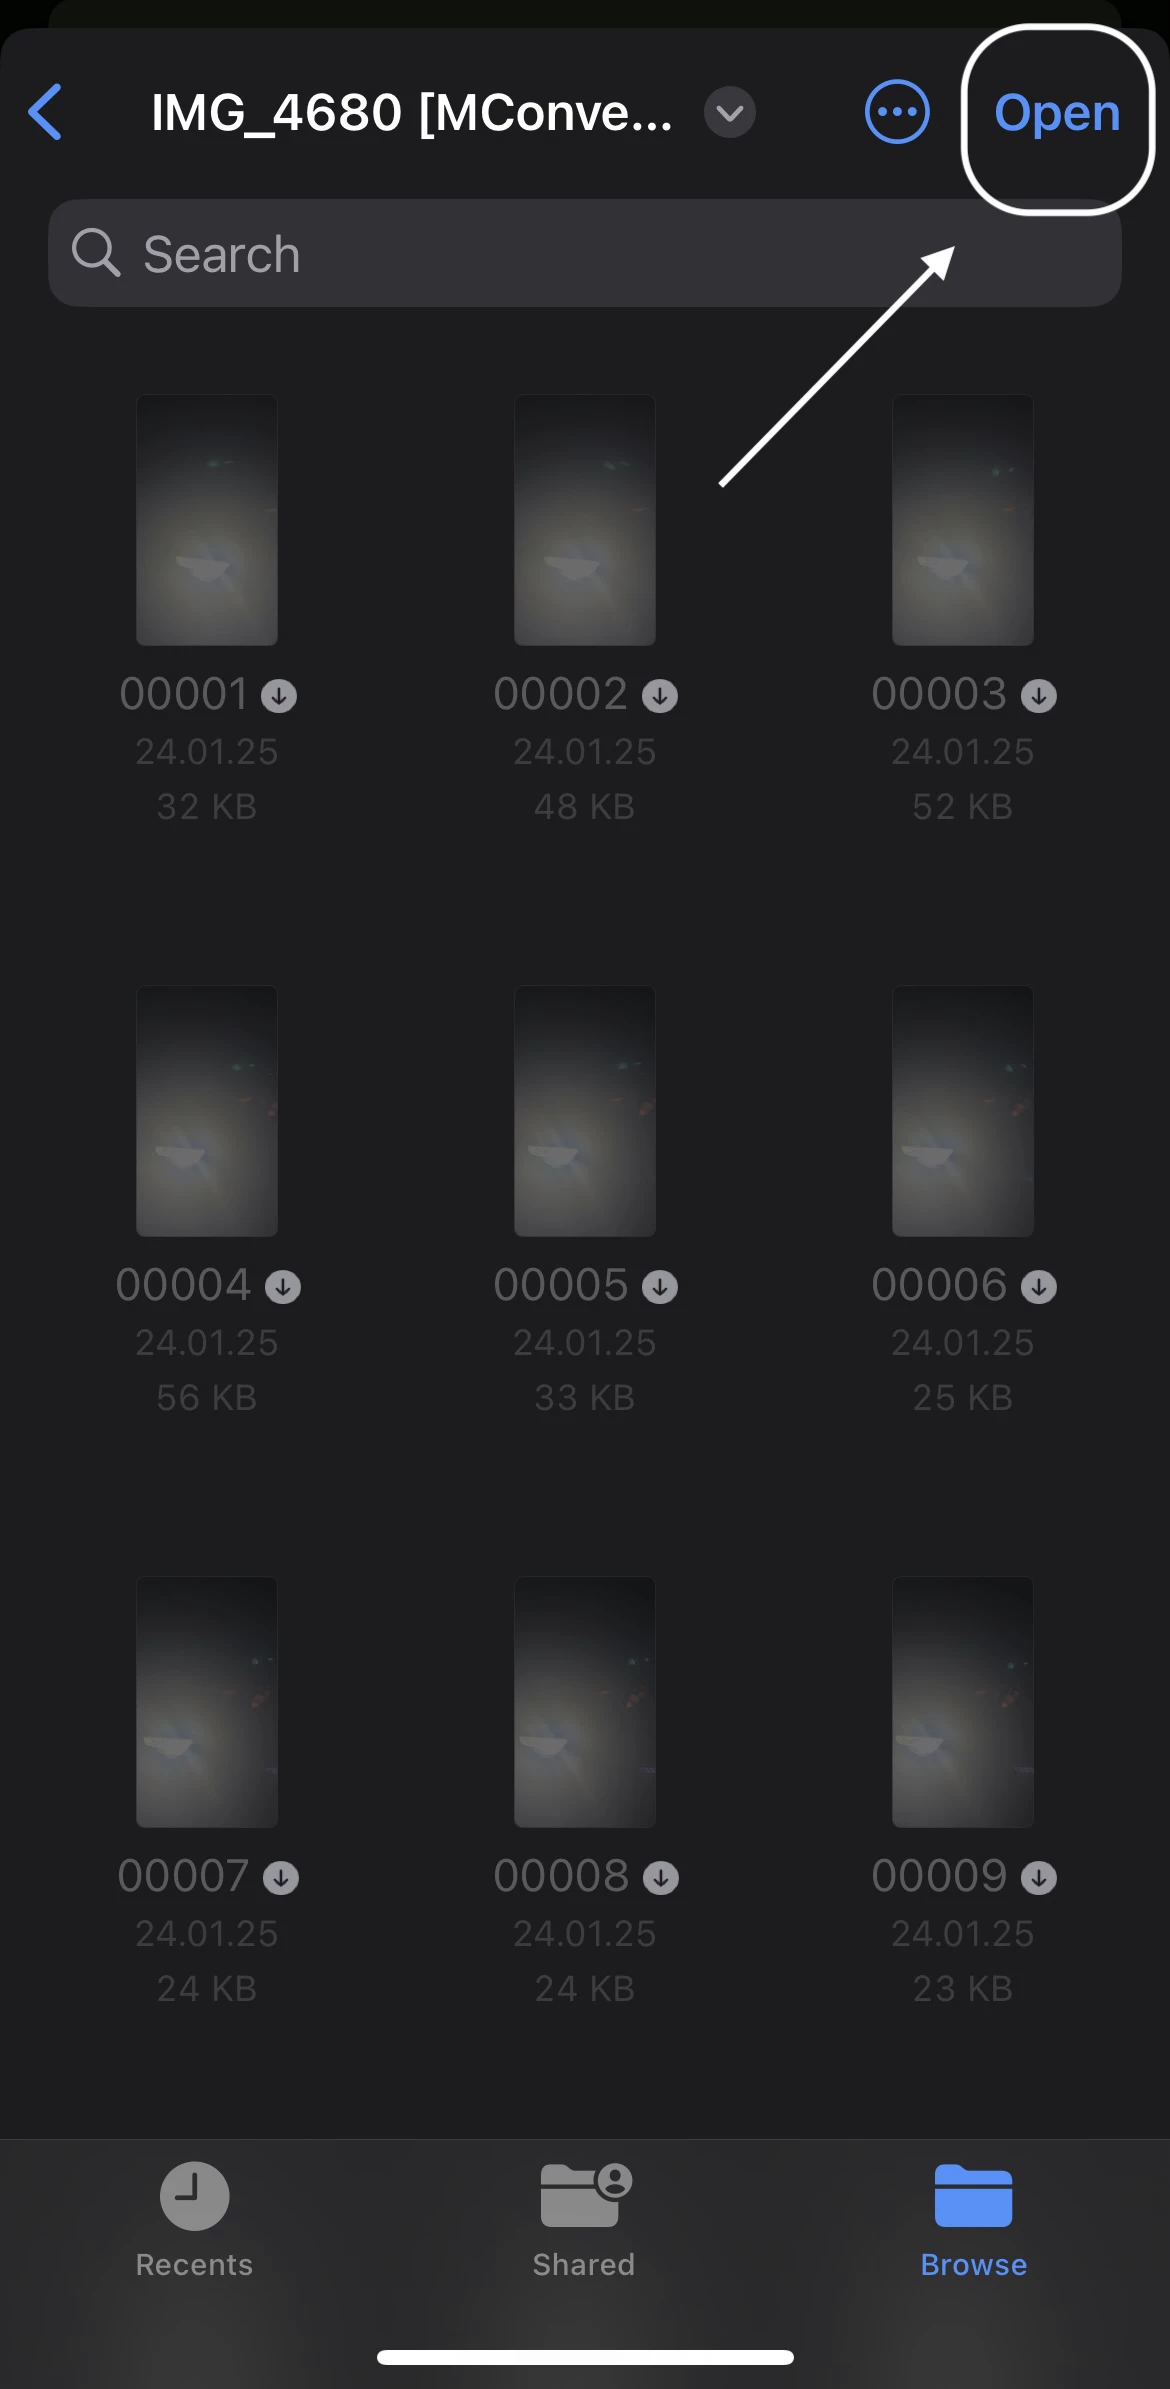 IMG_4680 [MConve...
Open
Search
00001 00002 00003
24.01.25 24.01.25 24.01.25
32 KB 48 KB 52 KB
00004 00005 00006
24.01.25 24.01.25 24.01.25
56 KB 33 KB 25 KB
00007 00008 00009
24.01.25 24.01.25 24.01.25
24 KB 24 KB 23 KB
Recents Shared Browse